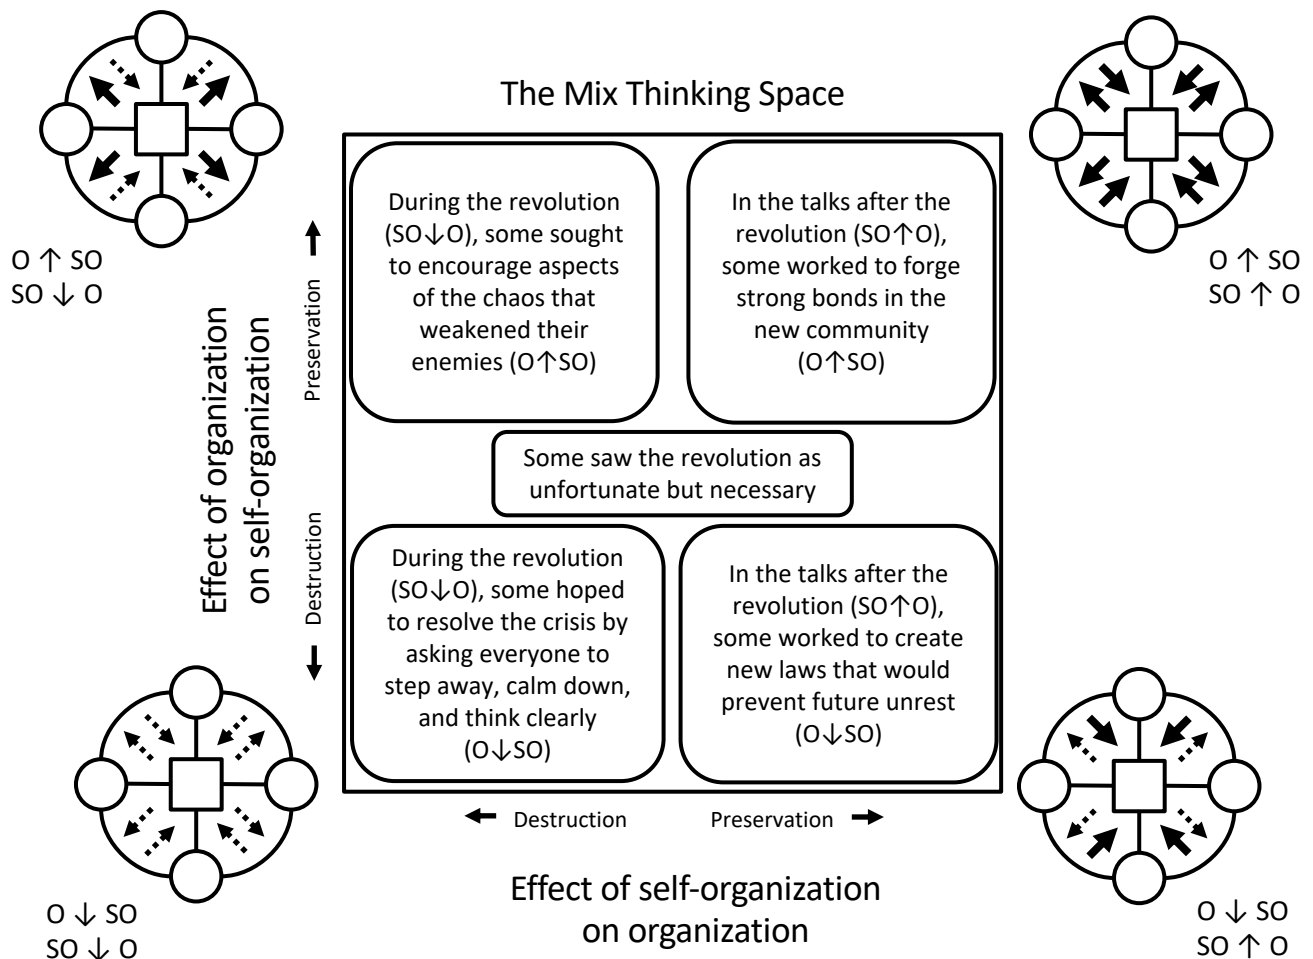 The Mix Thinking Space
O ↑ SO
SO ↓ O
O ↑ SO
SO ↑ O
Effect of organization
on self-organization
Preservation
Destruction
During the revolution
(SO↓O), some sought
to encourage aspects
of the chaos that
weakened their
enemies (O↑SO)
In the talks after the
revolution (SO↑O),
some worked to forge
strong bonds in the
new community
(O↑SO)
Some saw the revolution as
unfortunate but necessary
During the revolution
(SO↓O), some hoped
to resolve the crisis by
asking everyone to
step away, calm down,
and think clearly
(O↓SO)
In the talks after the
revolution (SO↑O),
some worked to create
new laws that would
prevent future unrest
(O↓SO)
Destruction
Preservation
Effect of self-organization
on organization
O ↓ SO
SO ↓ O
O ↓ SO
SO ↑ O